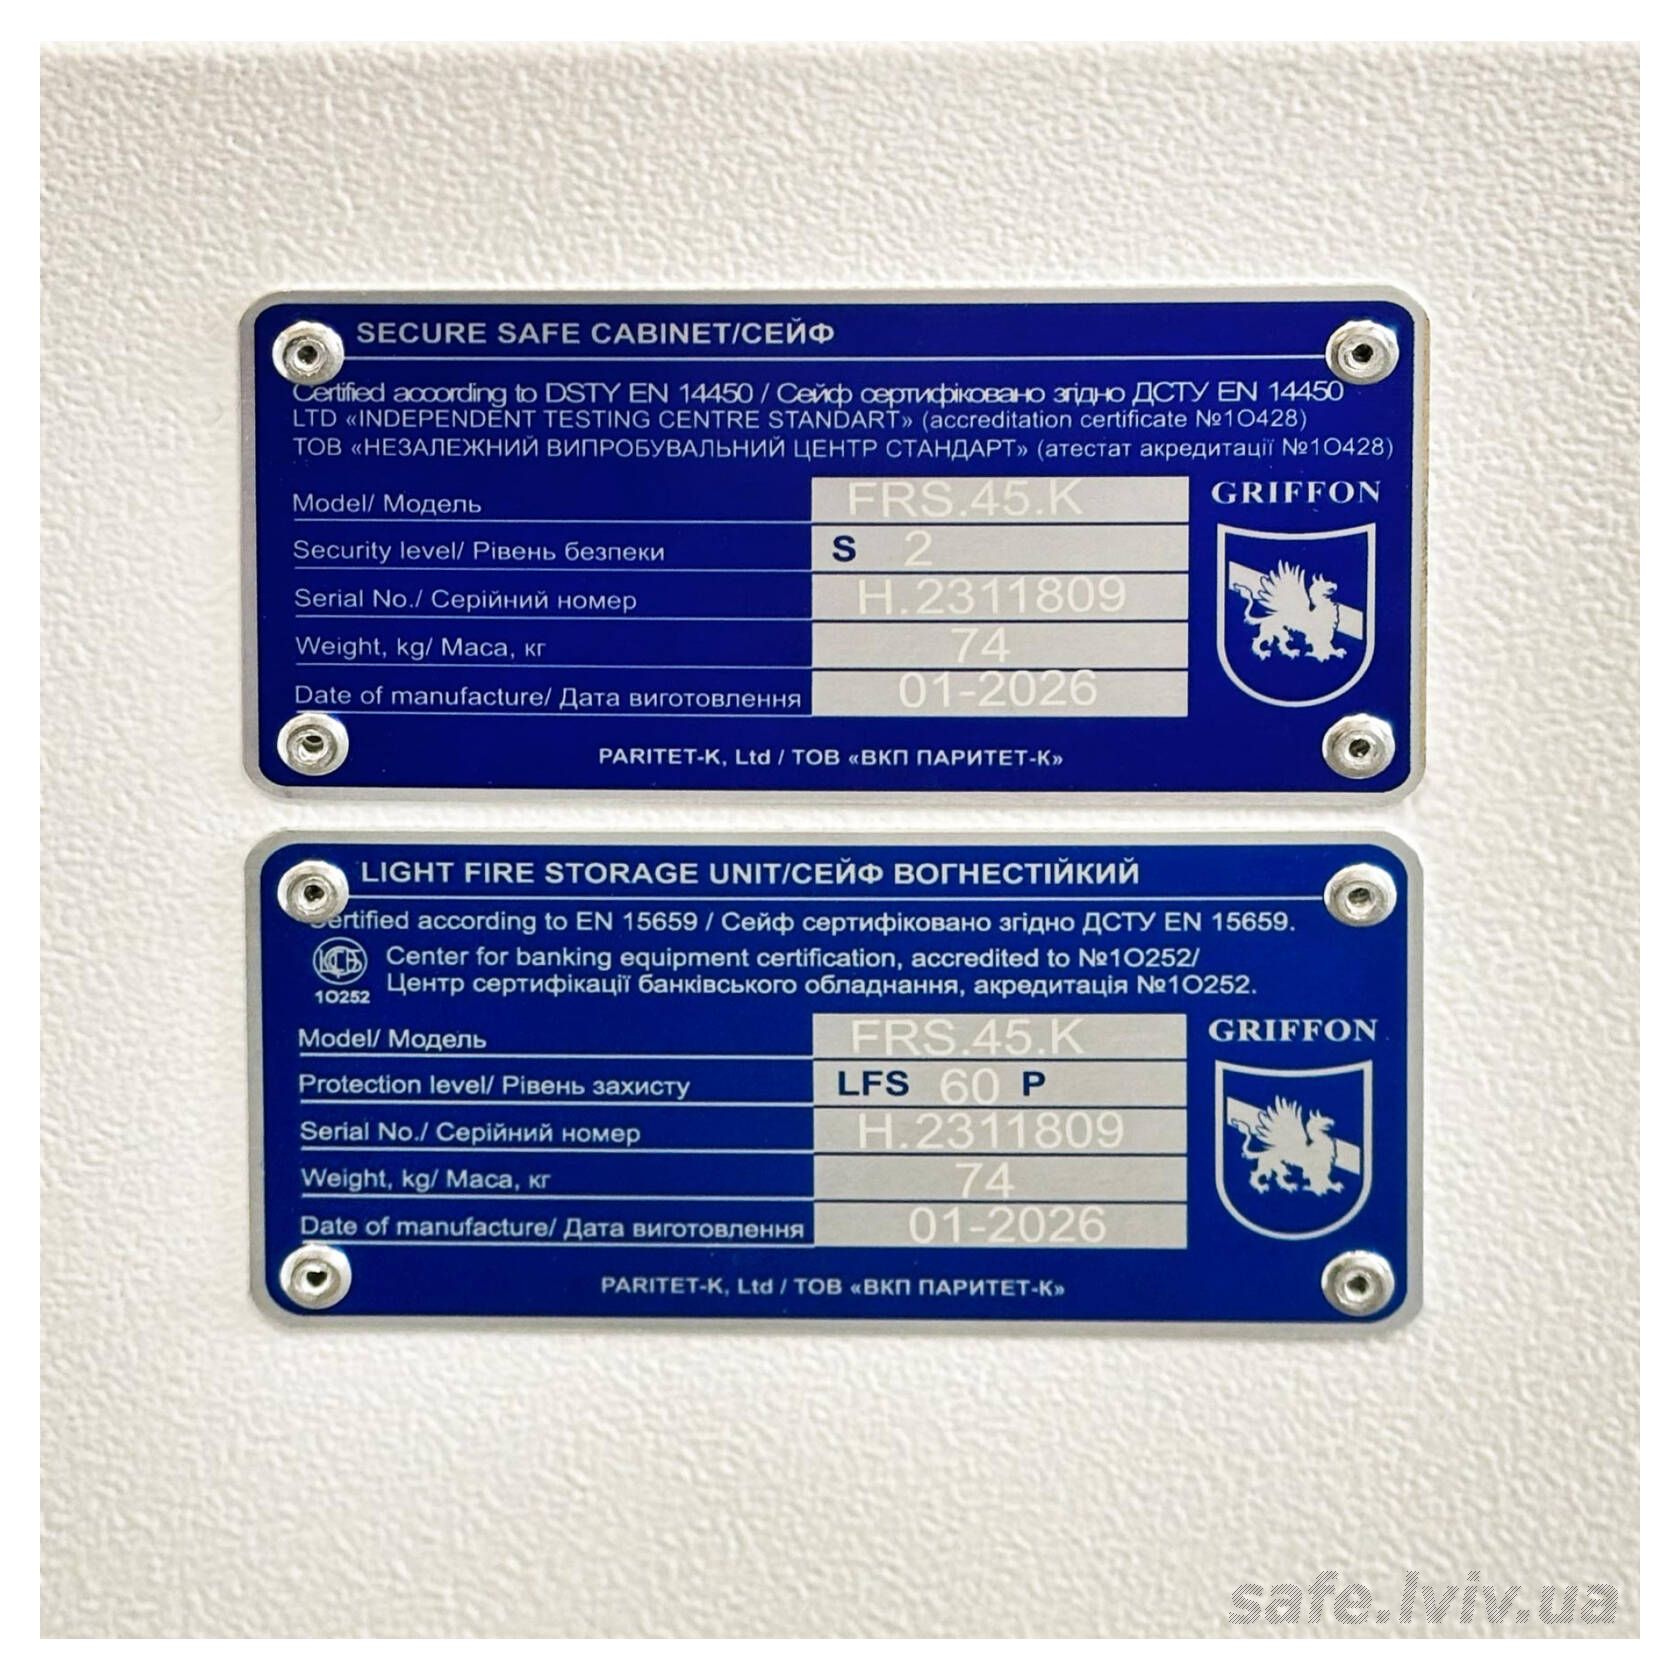 SECURE SAFE CABINET/СЕЙФ
Certified according to DSTY EN 14450 / Сейф сертифіковано згідно ДСТУ EN 14450
LTD «INDEPENDENT TESTING CENTRE STANDART» (accreditation certificate №1О428)
ТОВ «НЕЗАЛЕЖНИЙ ВИПРОБУВАЛЬНИЙ ЦЕНТР СТАНДАРТ» (атестат акредитації №1О428)
Model/ Модель FRS.45.K
GRIFFON
Security level/ Рівень безпеки S 2
Serial No./ Серійний номер H.2311809
Weight, kg/ Маса, кг 74
Date of manufacture/ Дата виготовлення 01-2026
PARITET-K, Ltd / ТОВ «ВКП ПАРИТЕТ-К»
LIGHT FIRE STORAGE UNIT/СЕЙФ ВОГНЕСТІЙКИЙ
Certified according to EN 15659 / Сейф сертифіковано згідно ДСТУ EN 15659.
Center for banking equipment certification, accredited to №1О252/
Центр сертифікації банківського обладнання, акредитація №1О252.
1О252
Model/ Модель FRS.45.K
GRIFFON
Protection level/ Рівень захисту LFS 60 P
Serial No./ Серійний номер H.2311809
Weight, kg/ Маса, кг 74
Date of manufacture/ Дата виготовлення 01-2026
PARITET-K, Ltd / ТОВ «ВКП ПАРИТЕТ-К»
safe.lviv.ua